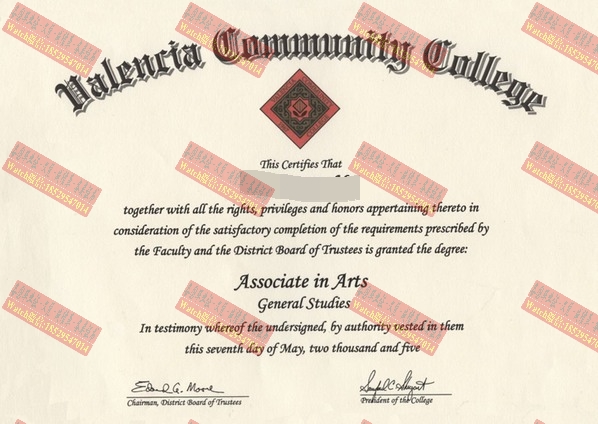 Valencia Community College
This Certifies That
together with all the rights, privileges and honors appertaining thereto in
consideration of the satisfactory completion of the requirements prescribed by
the Faculty and the District Board of Trustees is granted the degree:
Associate in Arts
General Studies
In testimony whereof the undersigned, by authority vested in them
this seventh day of May, two thousand and five
Chairman, District Board of Trustees
President of the College